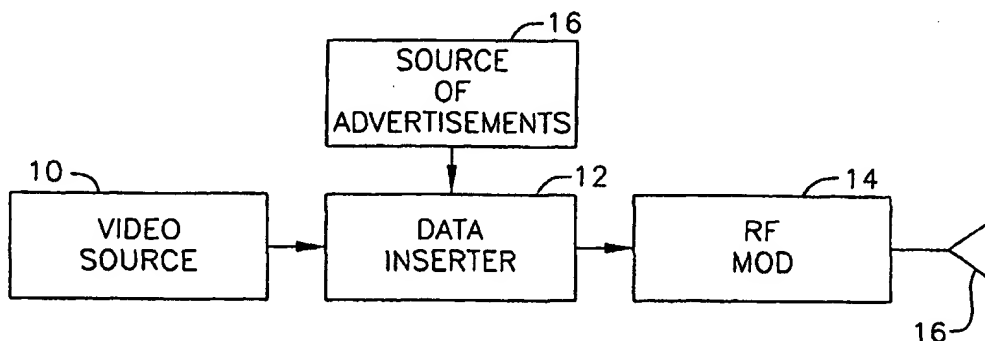 16
SOURCE
OF
ADVERTISEMENTS
10
VIDEO
SOURCE
12
DATA
INSERTER
14
RF
MOD
16